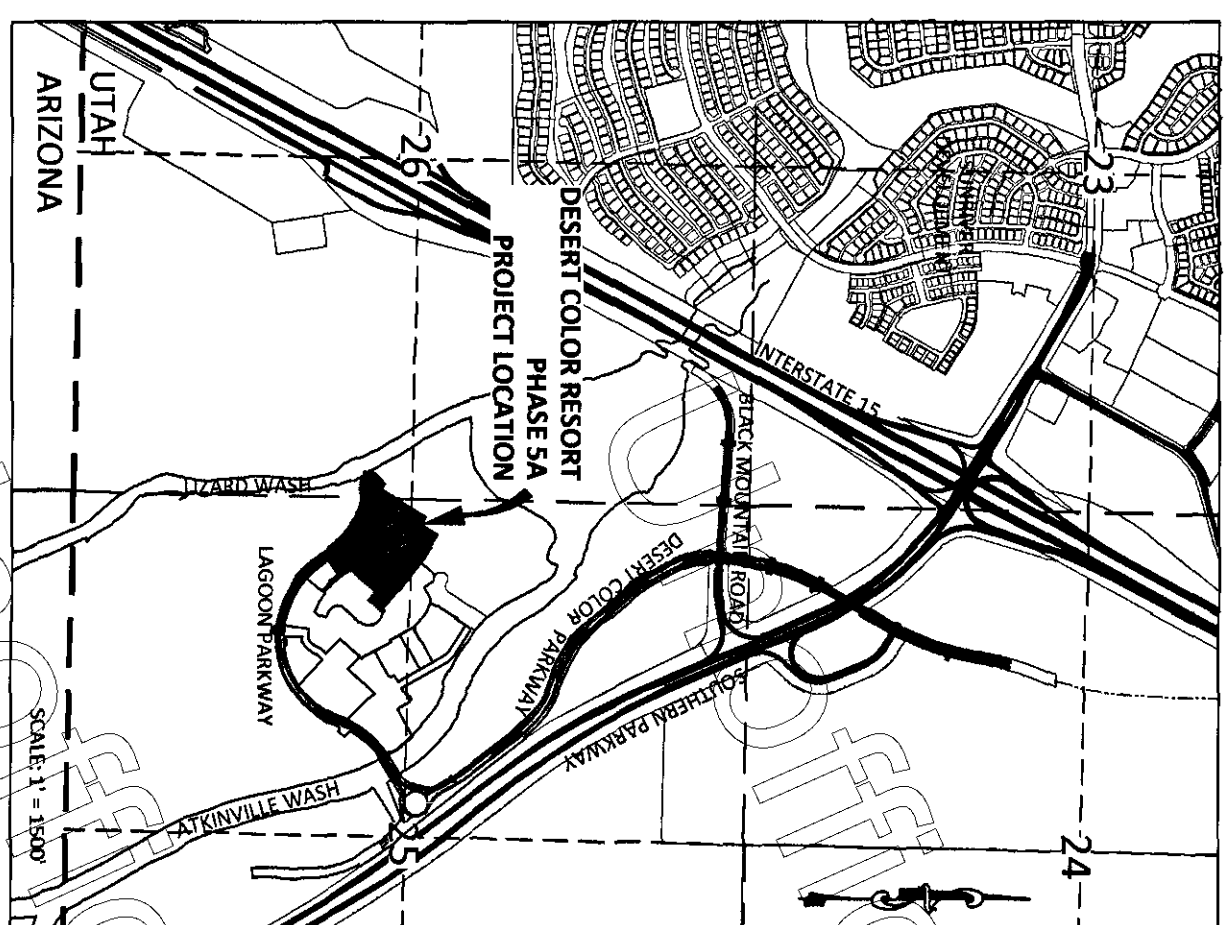 DESERT COLOR RESORT
PHASE 5A
PROJECT LOCATION
UTAH
ARIZONA
26
23
24
25
INTERSTATE 15
BLACK MOUNTAIN ROAD
DESERT COLOR PARKWAY
SOUTHERN PARKWAY
LIZARD WASH
LAGOON PARKWAY
ATKINVILLE WASH
SCALE: 1" = 1500'